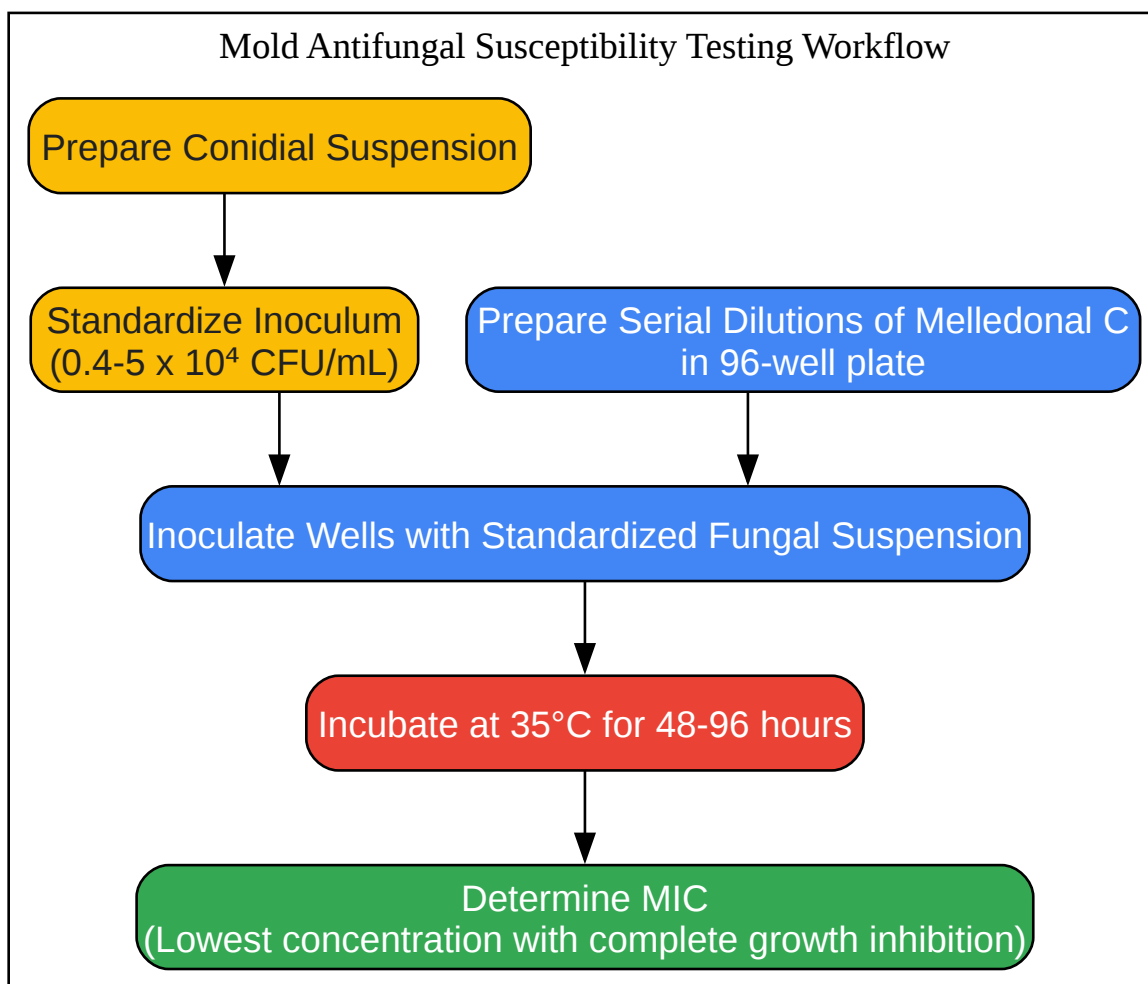 Mold Antifungal Susceptibility Testing Workflow
Prepare Conidial Suspension
Standardize Inoculum
(0.4-5 x 10⁴ CFU/mL)
Prepare Serial Dilutions of Melledonal C
in 96-well plate
Inoculate Wells with Standardized Fungal Suspension
Incubate at 35°C for 48-96 hours
Determine MIC
(Lowest concentration with complete growth inhibition)